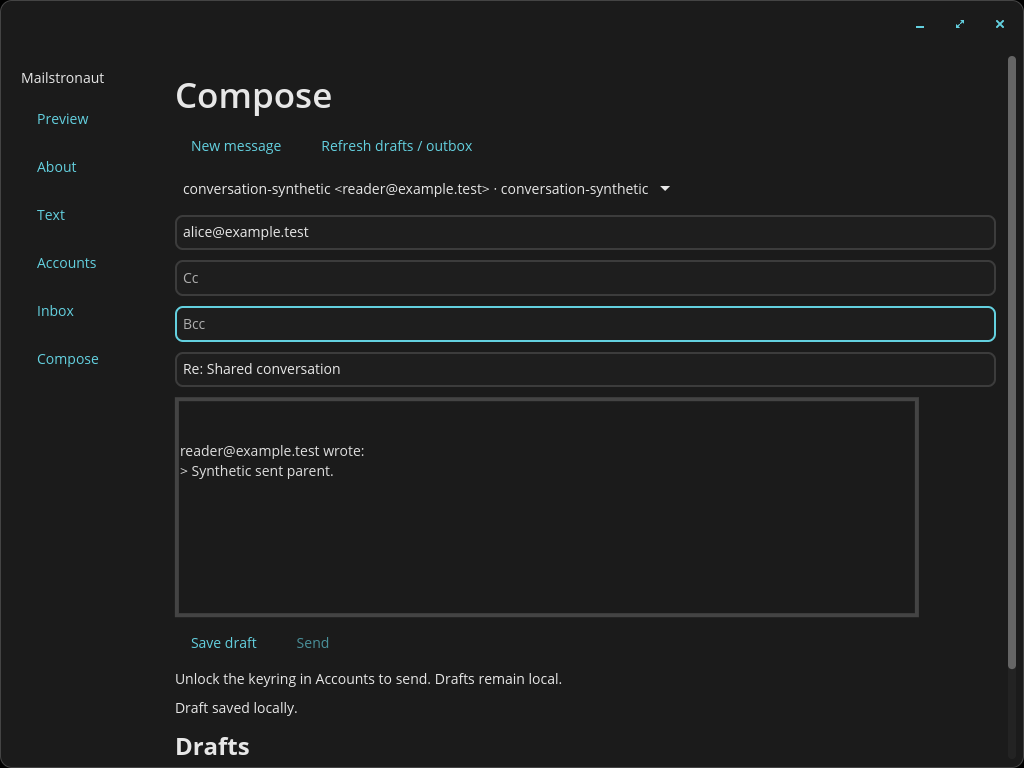 Mailstronaut
Preview
About
Text
Accounts
Inbox
Compose
Compose
New message
Refresh drafts / outbox
conversation-synthetic <reader@example.test> · conversation-synthetic
alice@example.test
Cc
Bcc
Re: Shared conversation
reader@example.test wrote:
> Synthetic sent parent.
Save draft
Send
Unlock the keyring in Accounts to send. Drafts remain local.
Draft saved locally.
Drafts